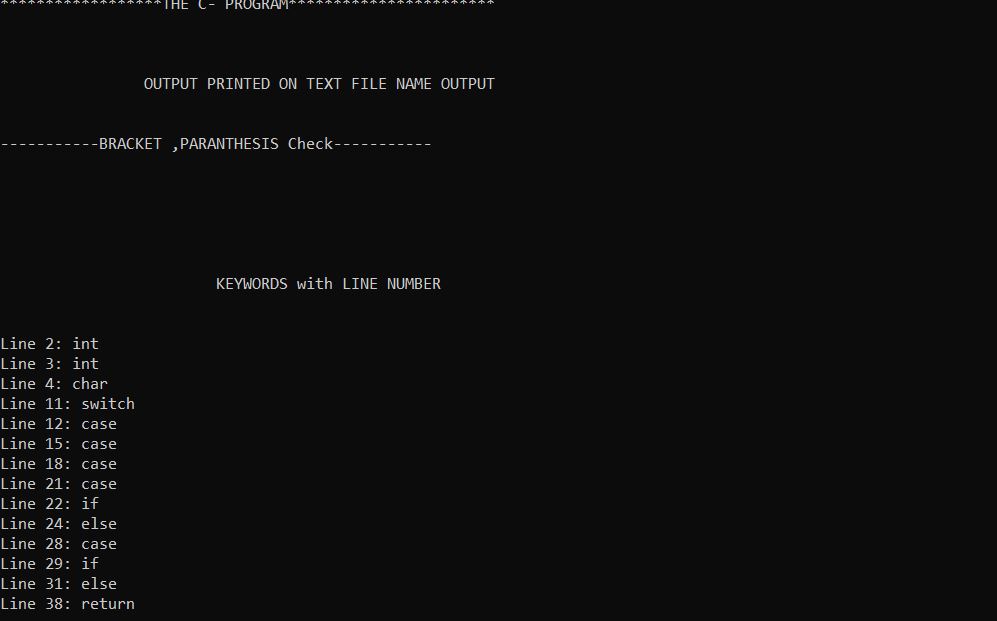 ******************THE C- PROGRAM***********************
OUTPUT PRINTED ON TEXT FILE NAME OUTPUT
-----------BRACKET ,PARANTHESIS Check-----------
KEYWORDS with LINE NUMBER
Line 2: int
Line 3: int
Line 4: char
Line 11: switch
Line 12: case
Line 15: case
Line 18: case
Line 21: case
Line 22: if
Line 24: else
Line 28: case
Line 29: if
Line 31: else
Line 38: return